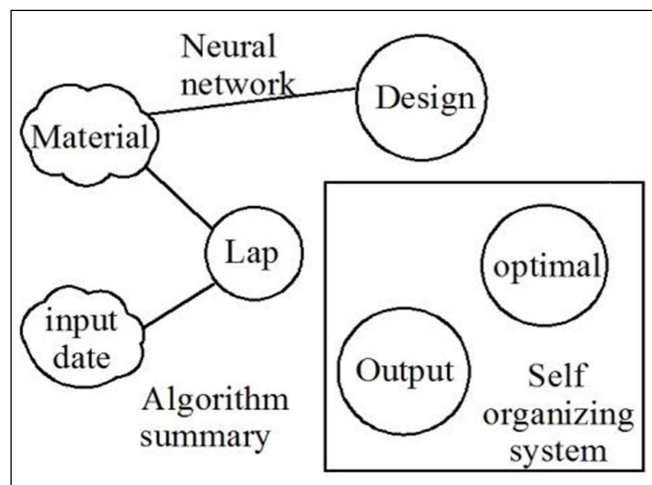 Neural
network
Design
Material
Lap
optimal
input
date
Output
Algorithm
summary
Self
organizing
system